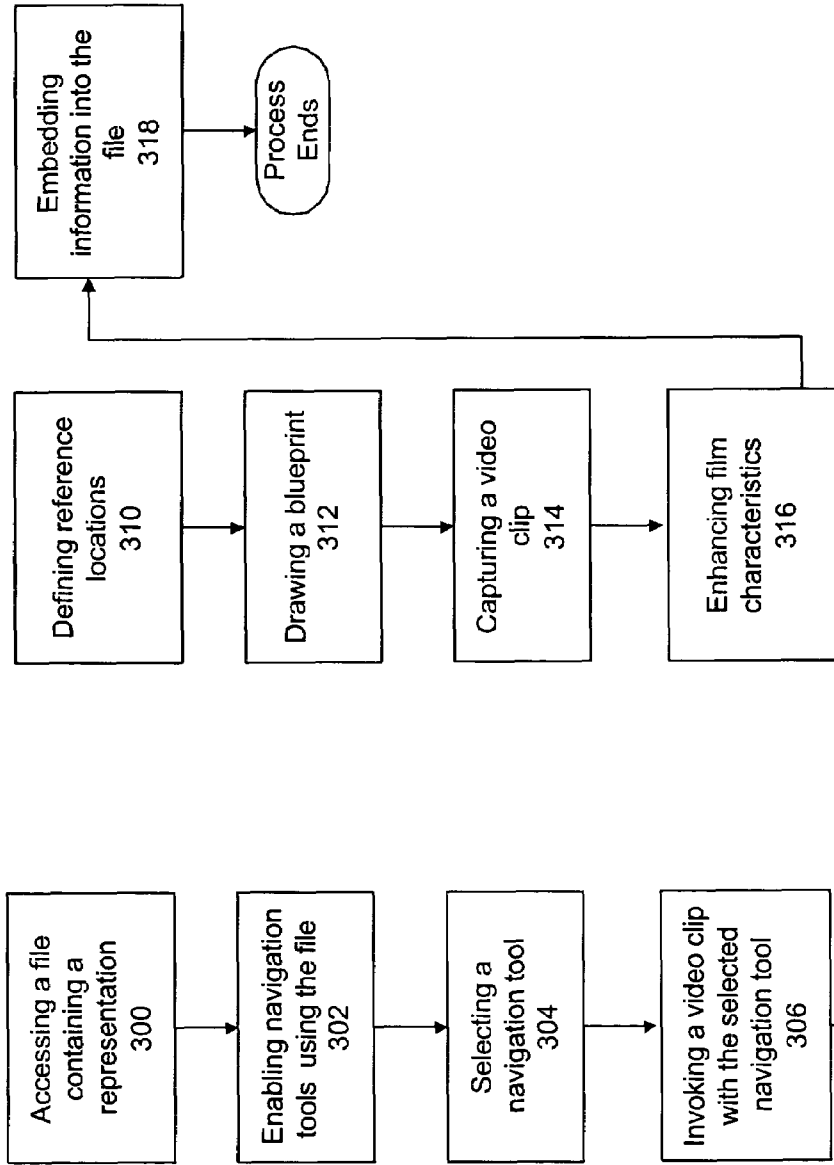 Accessing a file
containing a
representation
300
Enabling navigation
tools using the file
302
Selecting a
navigation tool
304
Invoking a video clip
with the selected
navigation tool
306
Defining reference
locations
310
Drawing a blueprint
312
Capturing a video
clip
314
Enhancing film
characteristics
316
Embedding
information into the
file
318
Process
Ends